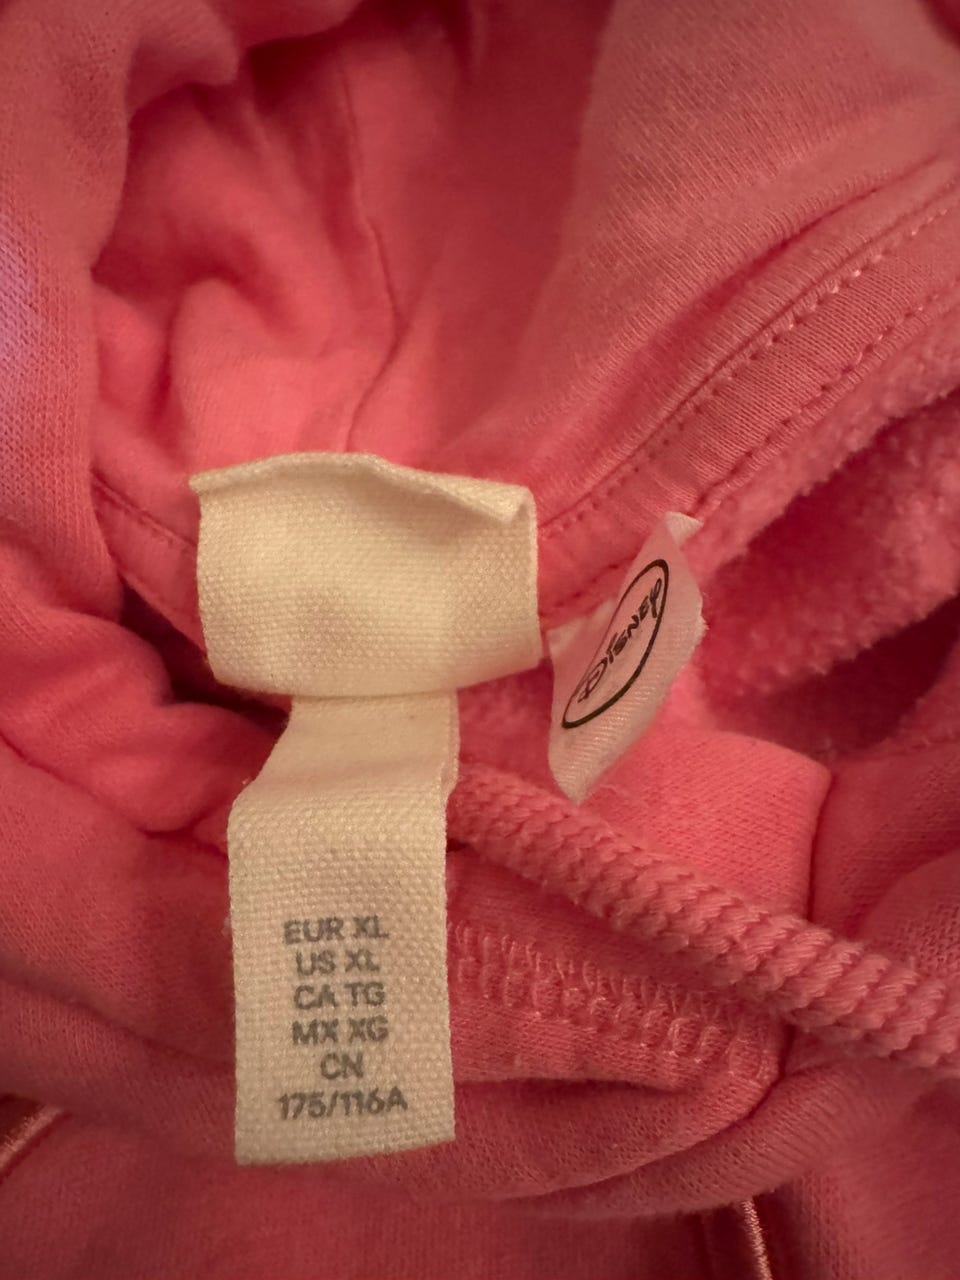 Disney
EUR XL
US XL
CA TG
MX XG
CN
175/116A